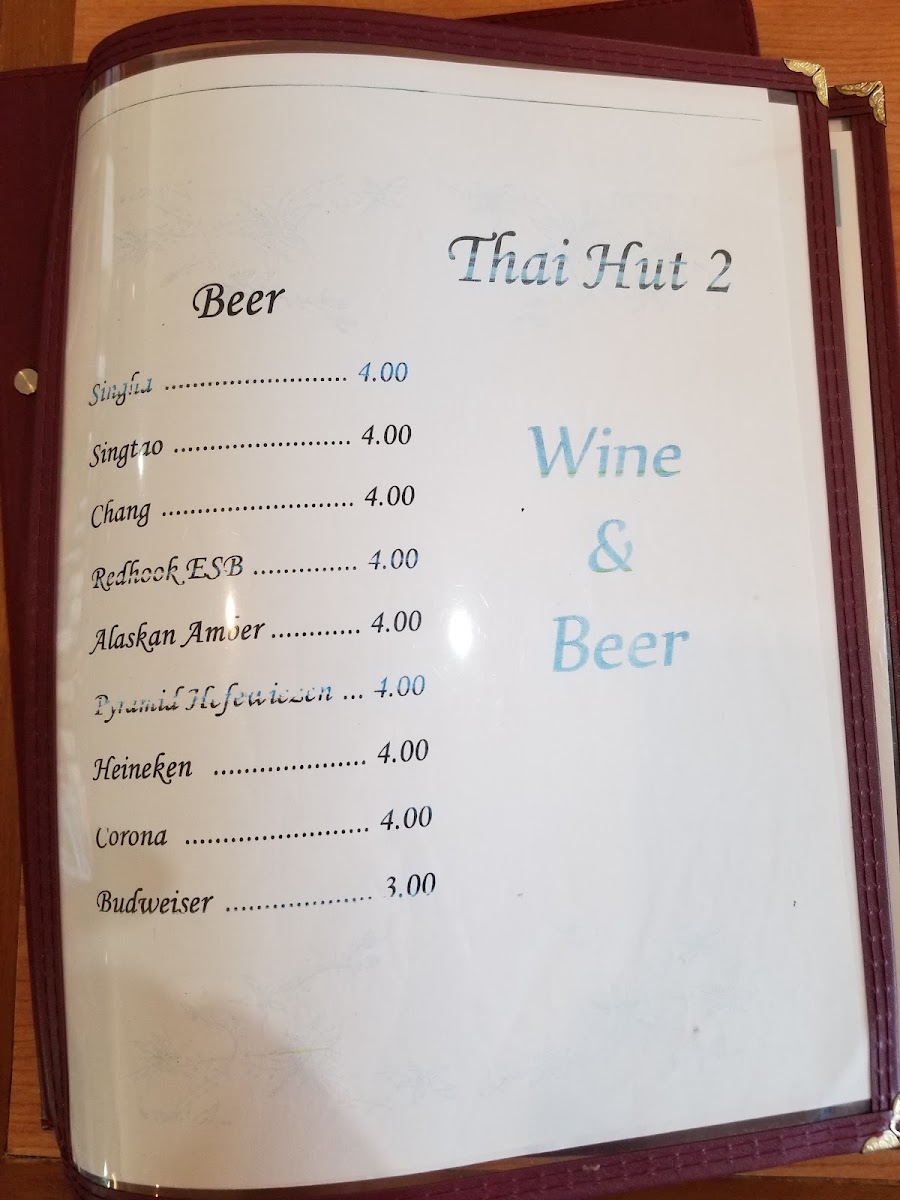 Beer
Singha ........................ 4.00
Singtao ........................ 4.00
Chang ........................... 4.00
Redhook ESB .............. 4.00
Alaskan Amber ............ 4.00
Pyramid Hefewiezen ... 4.00
Heineken .................... 4.00
Corona ........................ 4.00
Budweiser ................... 3.00
Thai Hut 2
Wine
&
Beer